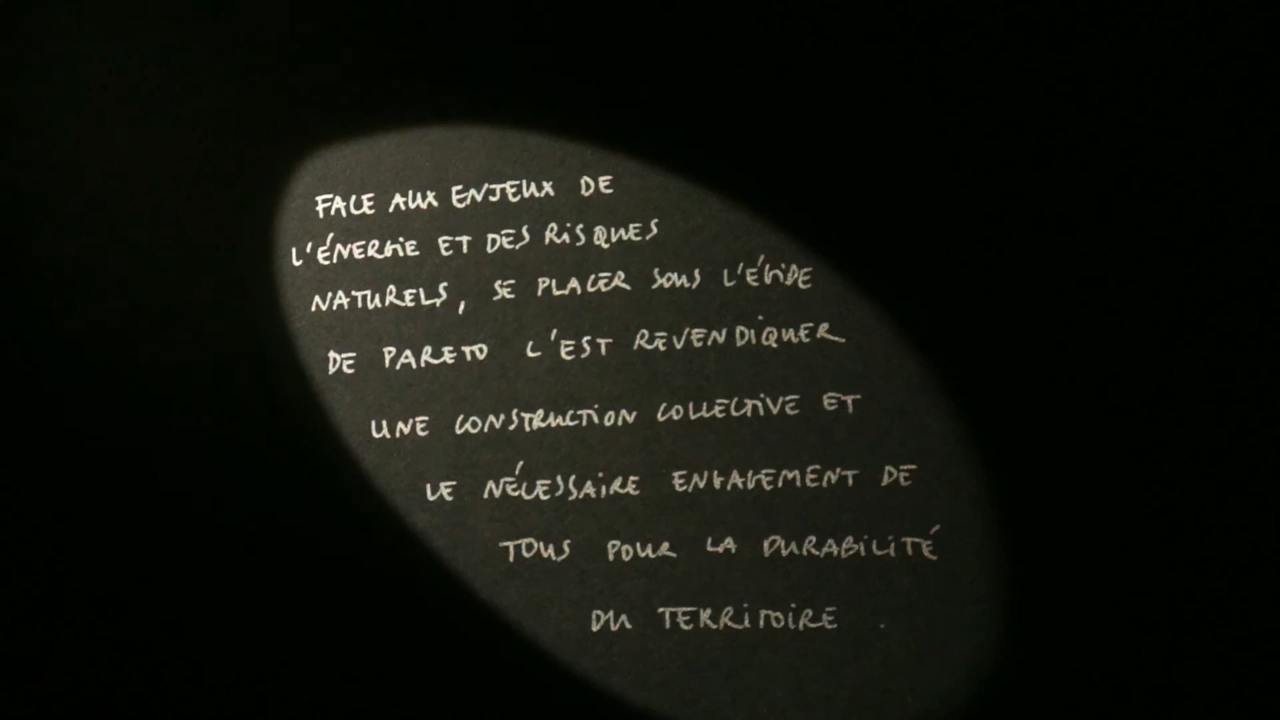 FACE AUX ENJEUX DE
L'ÉNERGIE ET DES RISQUES
NATURELS, SE PLACER SOUS L'ÉGIDE
DE PARETO C'EST REVENDIQUER
UNE CONSTRUCTION COLLECTIVE ET
LE NÉCESSAIRE ENGAGEMENT DE
TOUS POUR LA DURABILITÉ
DU TERRITOIRE .